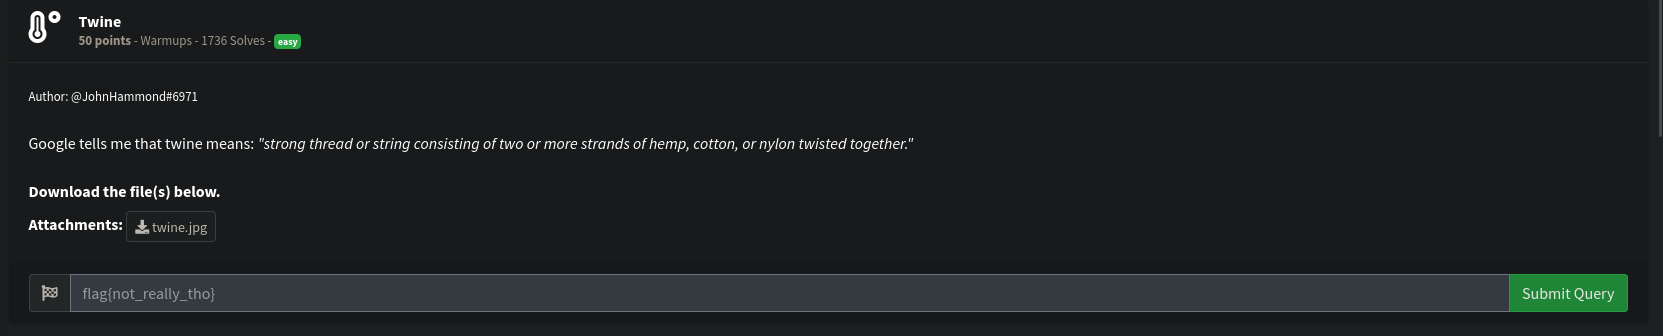 Twine
50 points - Warmups - 1736 Solves - easy
Author: @JohnHammond#6971
Google tells me that twine means: "strong thread or string consisting of two or more strands of hemp, cotton, or nylon twisted together."
Download the file(s) below.
Attachments: twine.jpg
flag{not_really_tho} Submit Query